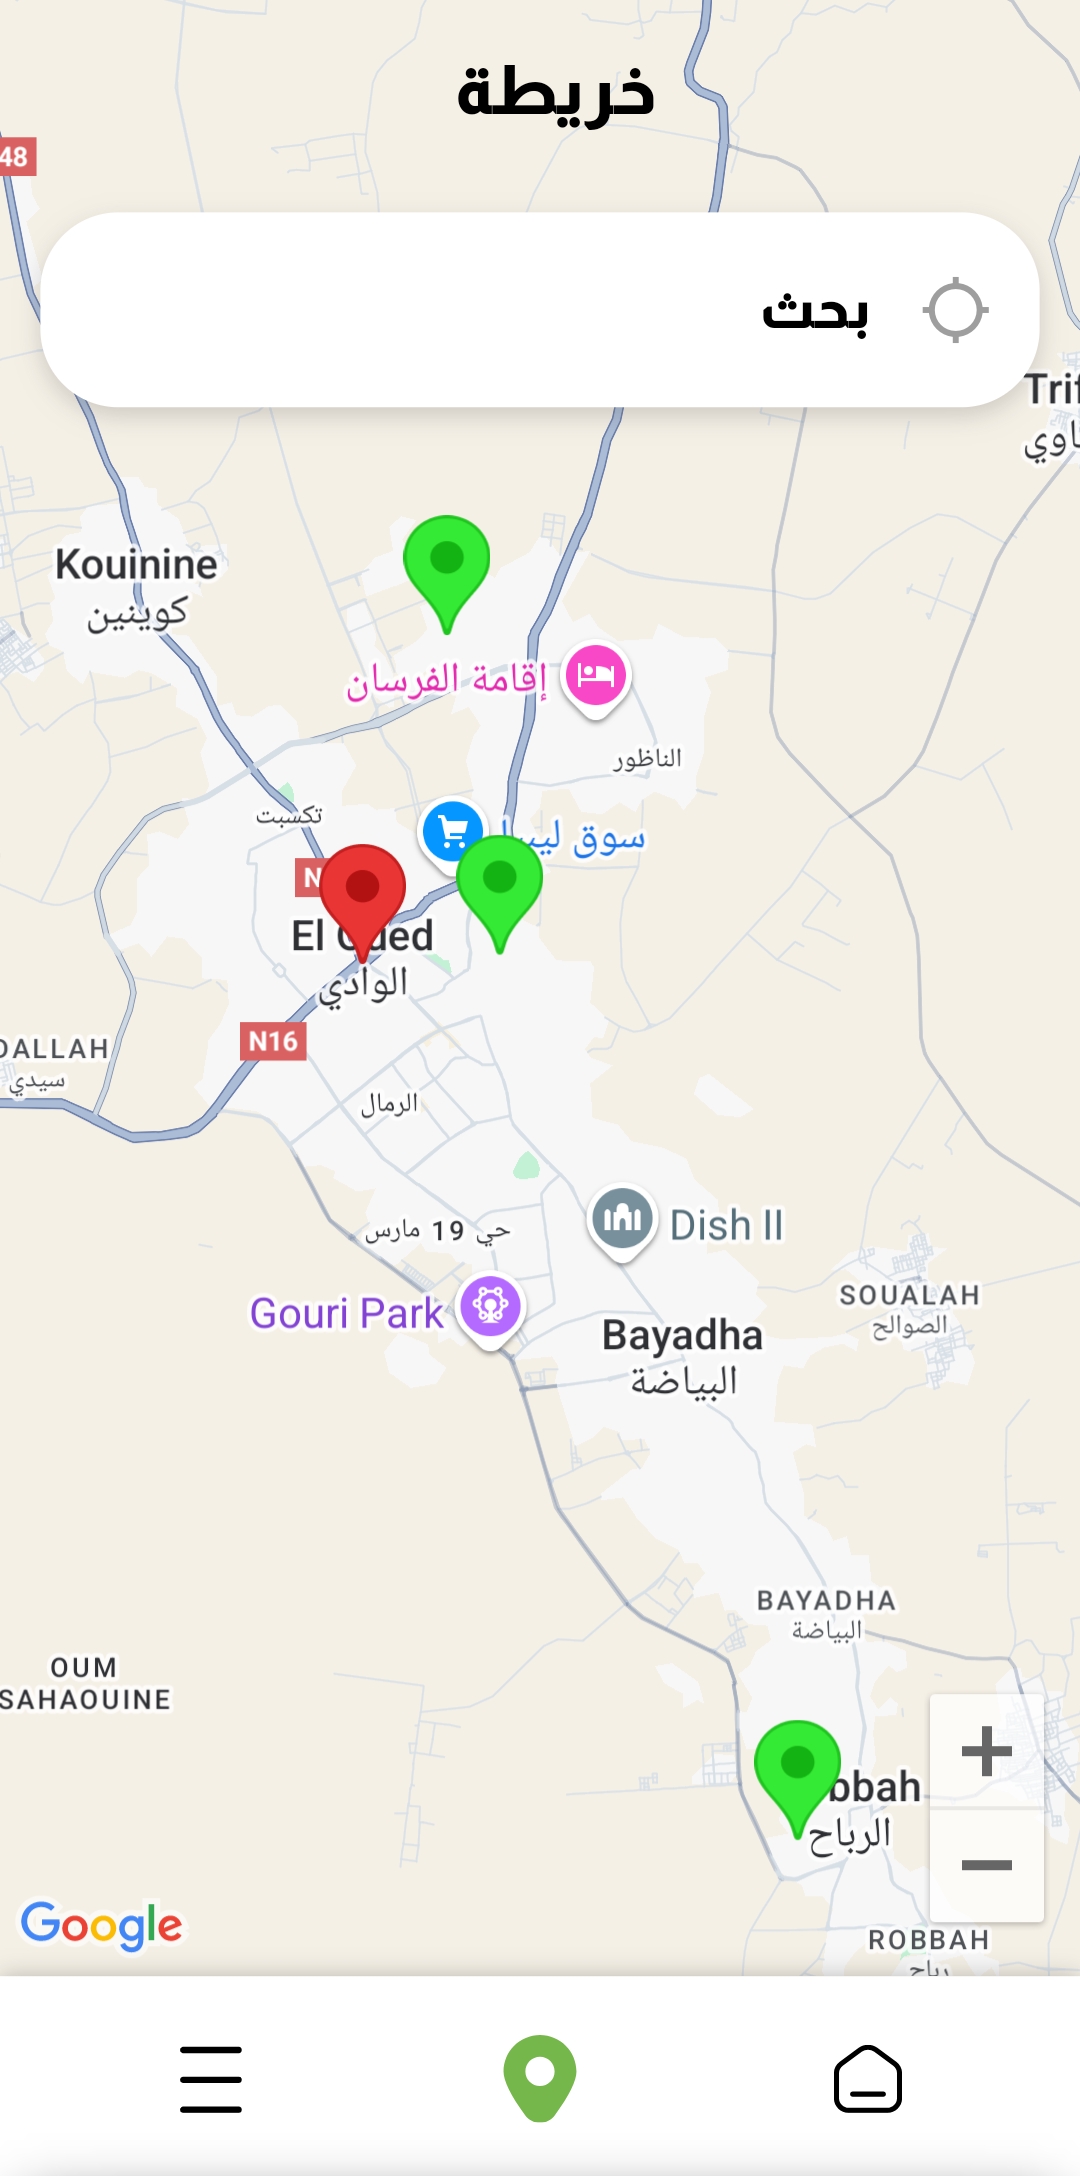 خريطة
48
بحث
Trif
اوي
Kouinine
كوينين
إقامة الفرسان
الناظور
تكسبت
سوق ليبيا
N
El Oued
الوادي
N16
DALLAH
سيدي
الرمال
حي 19 مارس
Dish II
Gouri Park
SOUALAH
الصوالح
Bayadha
البياضة
BAYADHA
البياضة
OUM
SAHAOUINE
bbah
الرباح
+
−
Google
ROBBAH
رباح